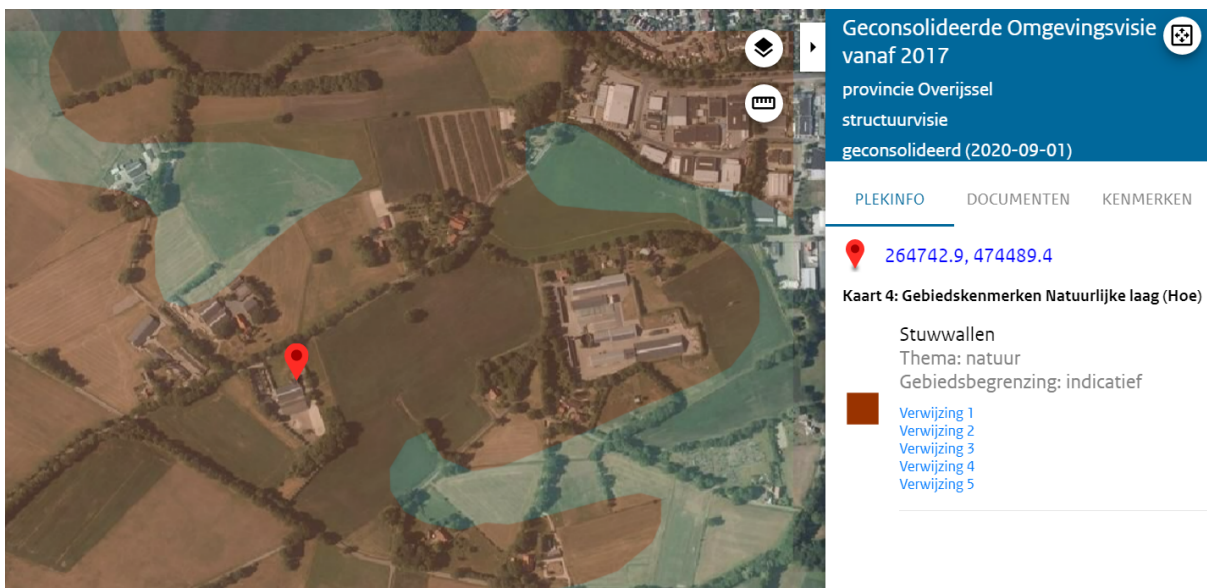 Geconsolideerde Omgevingsvisie
vanaf 2017
provincie Overijssel
structuurvisie
geconsolideerd (2020-09-01)
PLEKINFO DOCUMENTEN KENMERKEN
264742.9, 474489.4
Kaart 4: Gebiedskenmerken Natuurlijke laag (Hoe)
Stuwwallen
Thema: natuur
Gebiedsbegrenzing: indicatief
Verwijzing 1
Verwijzing 2
Verwijzing 3
Verwijzing 4
Verwijzing 5